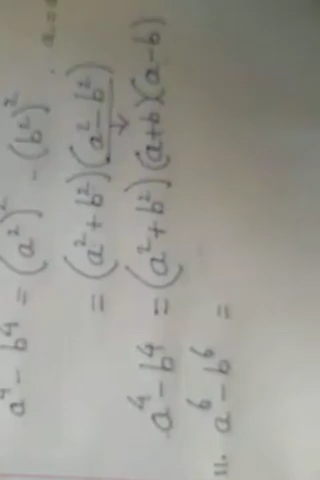 a⁴ - b⁴ = (a²)² - (b²)²
= (a² + b²)(a² - b²)
a⁴ - b⁴ = (a² + b²)(a + b)(a - b)
11. a⁶ - b⁶ =